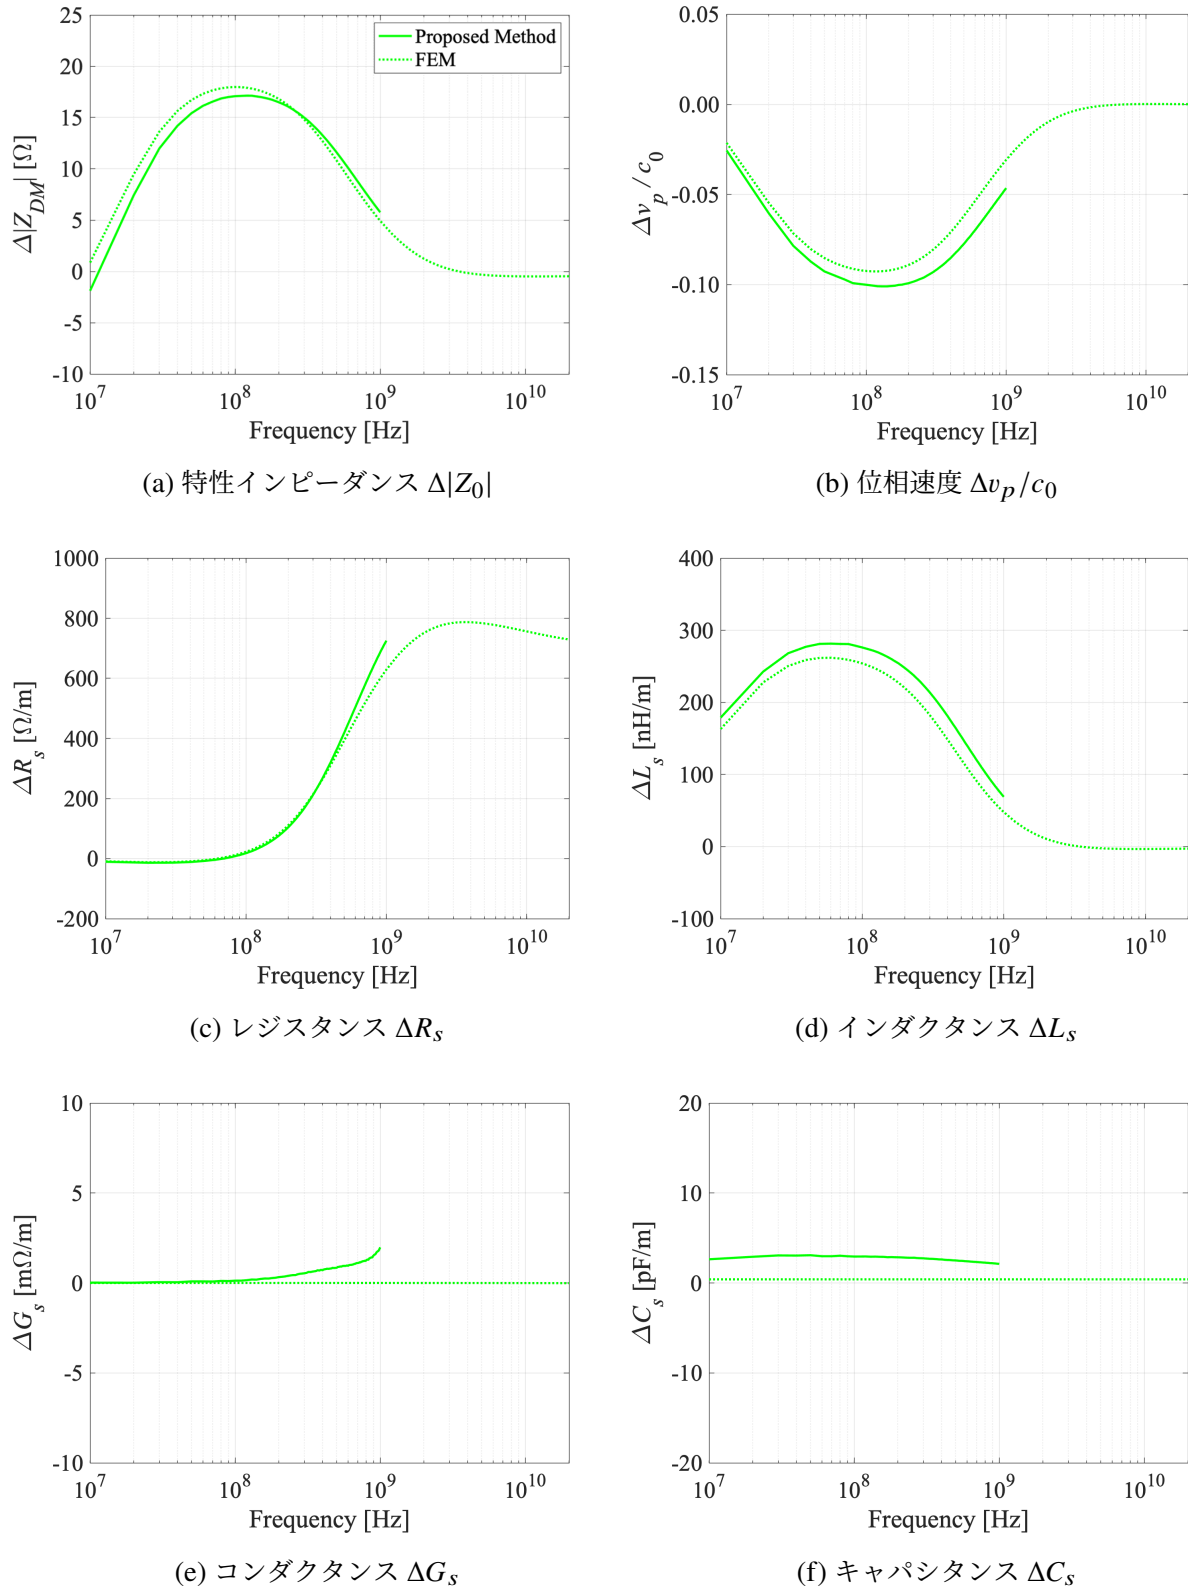 25
20
15
10
5
0
-5
-10
Δ|Z_DM| [Ω]
Proposed Method
FEM
10^7 10^8 10^9 10^10
Frequency [Hz]
(a) 特性インピーダンス Δ|Z_0|
0.05
0.00
-0.05
-0.10
-0.15
Δv_p / c_0
10^7 10^8 10^9 10^10
Frequency [Hz]
(b) 位相速度 Δv_p/c_0
1000
800
600
400
200
0
-200
ΔR_s [Ω/m]
10^7 10^8 10^9 10^10
Frequency [Hz]
(c) レジスタンス ΔR_s
400
300
200
100
0
-100
ΔL_s [nH/m]
10^7 10^8 10^9 10^10
Frequency [Hz]
(d) インダクタンス ΔL_s
10
5
0
-5
-10
ΔG_s [mΩ/m]
10^7 10^8 10^9 10^10
Frequency [Hz]
(e) コンダクタンス ΔG_s
20
10
0
-10
-20
ΔC_s [pF/m]
10^7 10^8 10^9 10^10
Frequency [Hz]
(f) キャパシタンス ΔC_s